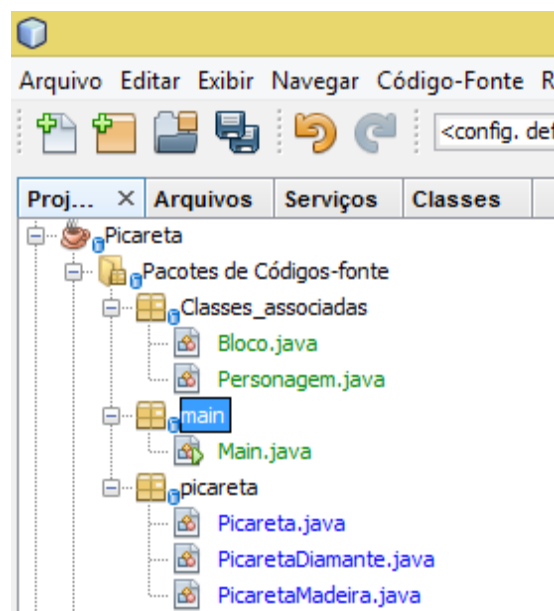 Arquivo Editar Exibir Navegar Código-Fonte R
<config. def
Proj... Arquivos Serviços Classes
Picareta
Pacotes de Códigos-fonte
Classes_associadas
Bloco.java
Personagem.java
main
Main.java
picareta
Picareta.java
PicaretaDiamante.java
PicaretaMadeira.java